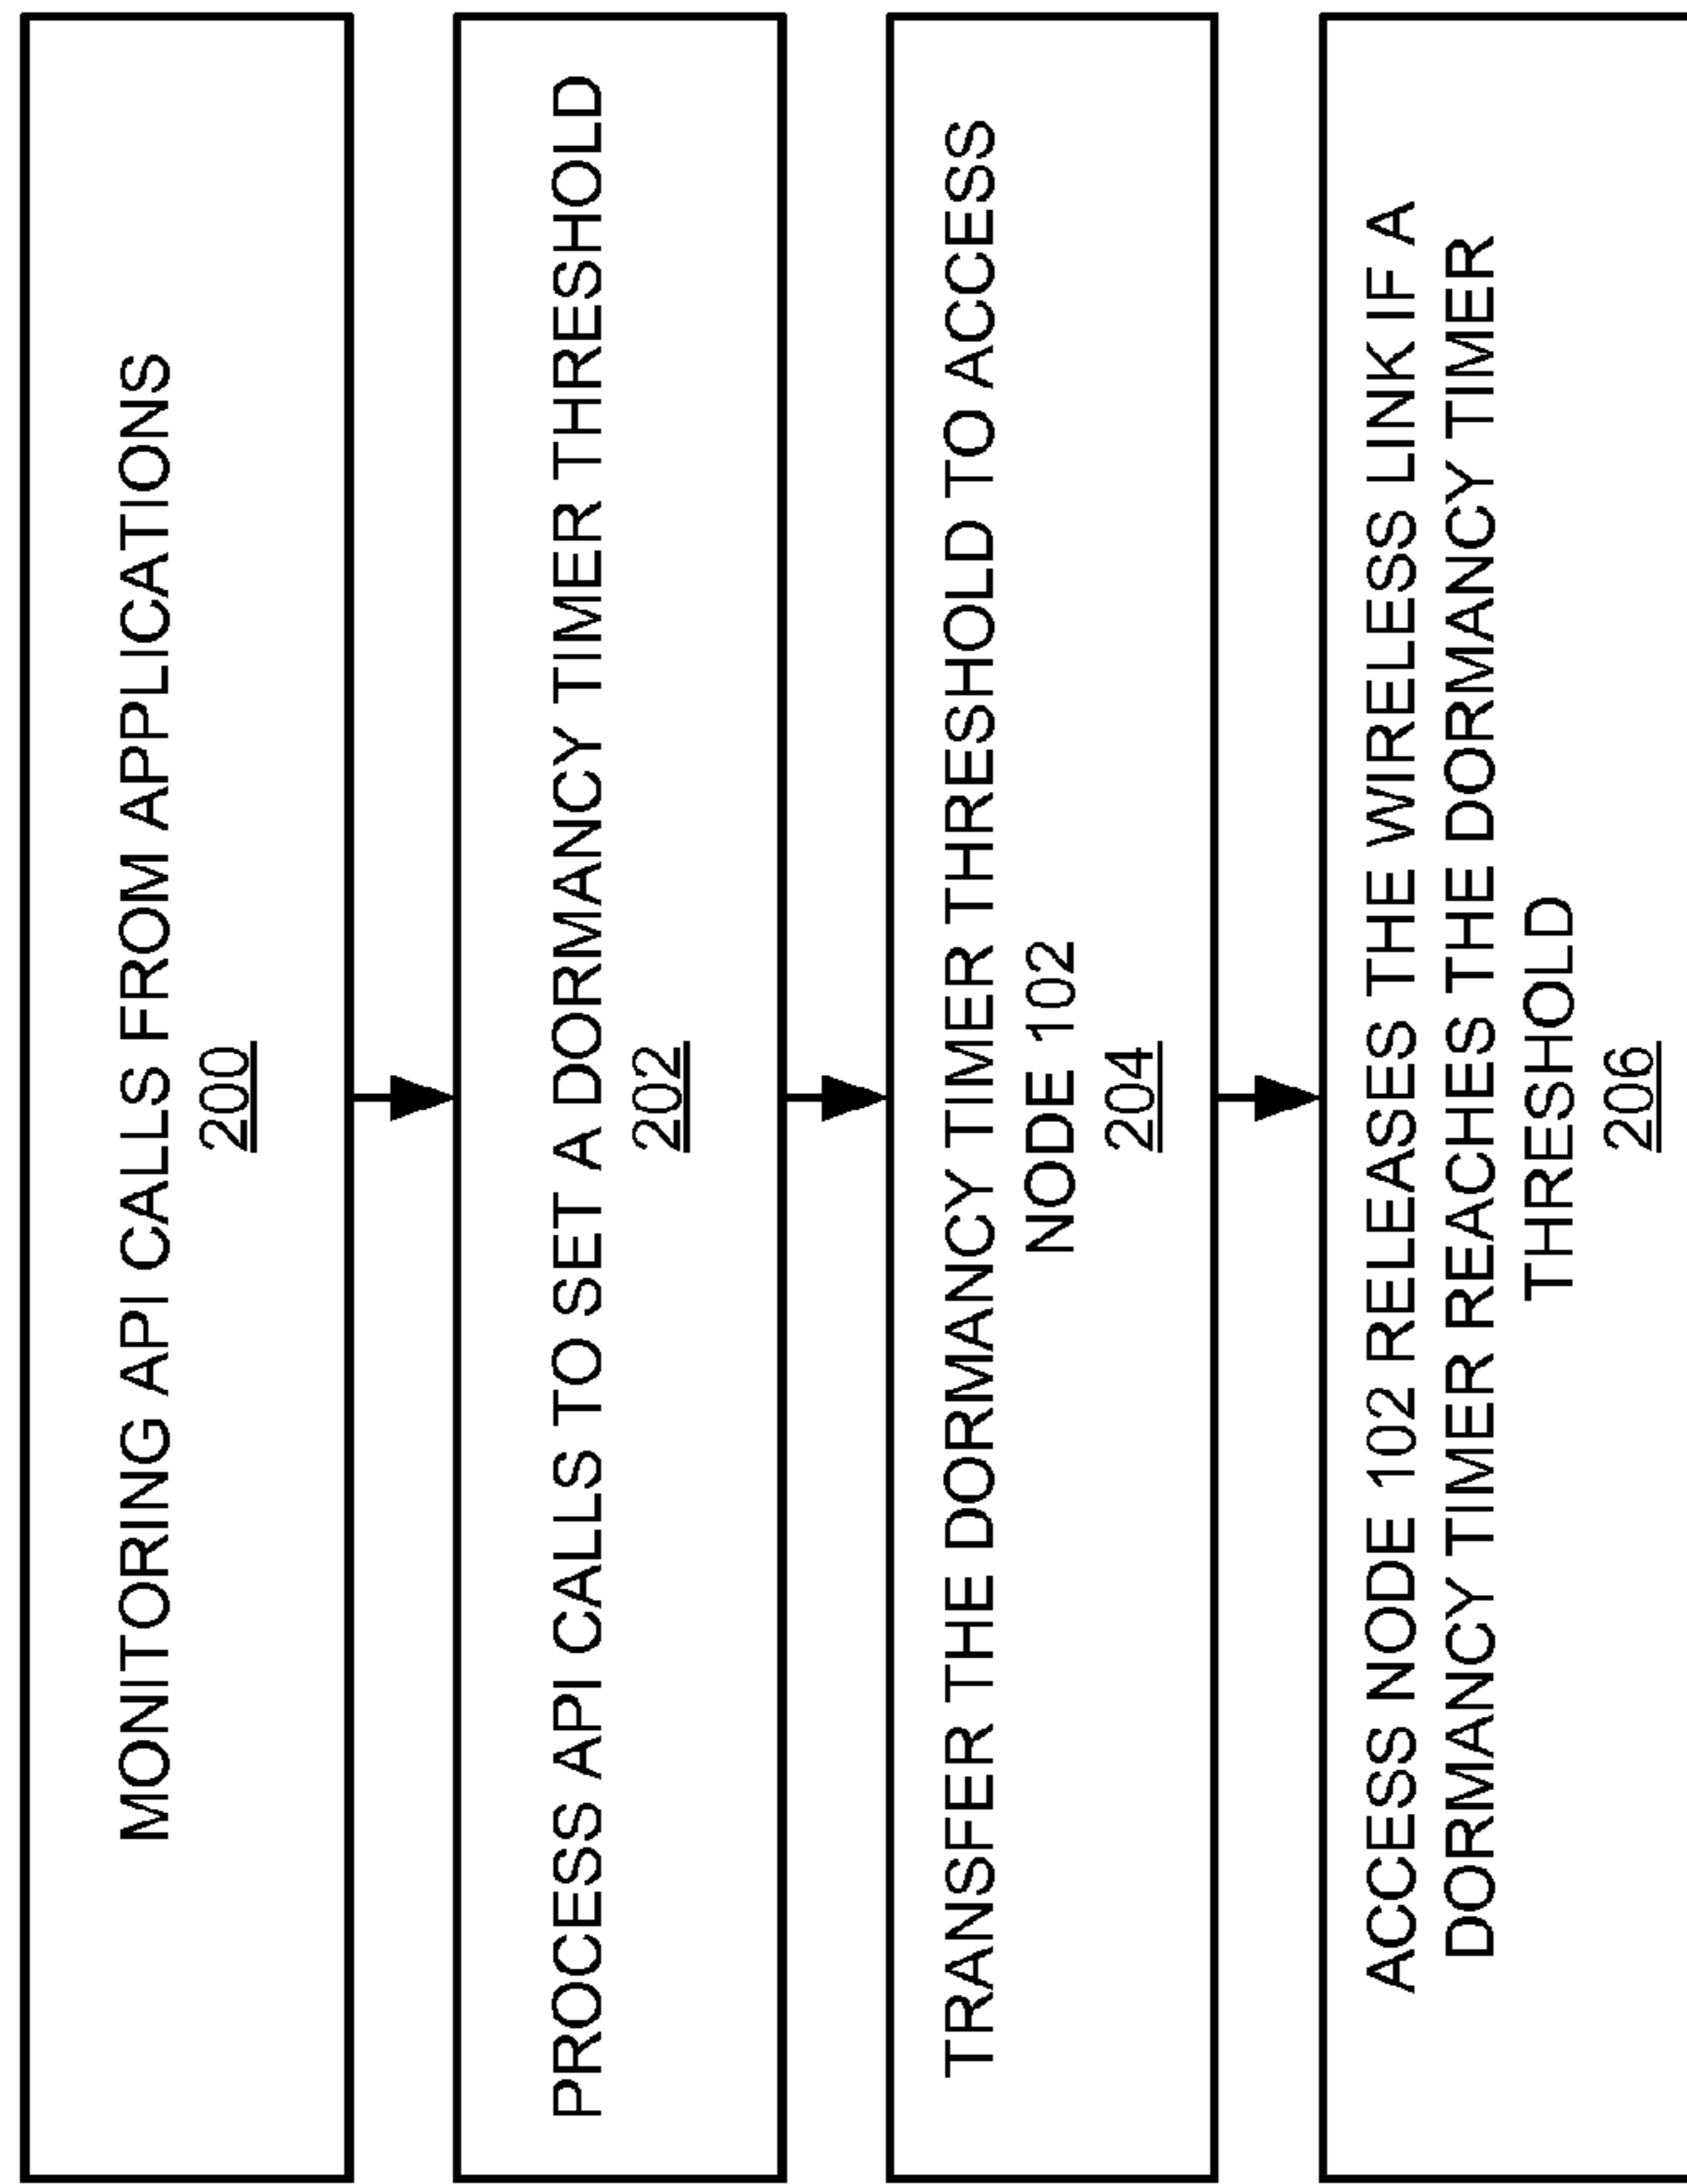 MONITORING API CALLS FROM APPLICATIONS
200
PROCESS API CALLS TO SET A DORMANCY TIMER THRESHOLD
202
TRANSFER THE DORMANCY TIMER THRESHOLD TO ACCESS
NODE 102
204
ACCESS NODE 102 RELEASES THE WIRELESS LINK IF A
DORMANCY TIMER REACHES THE DORMANCY TIMER
THRESHOLD
206